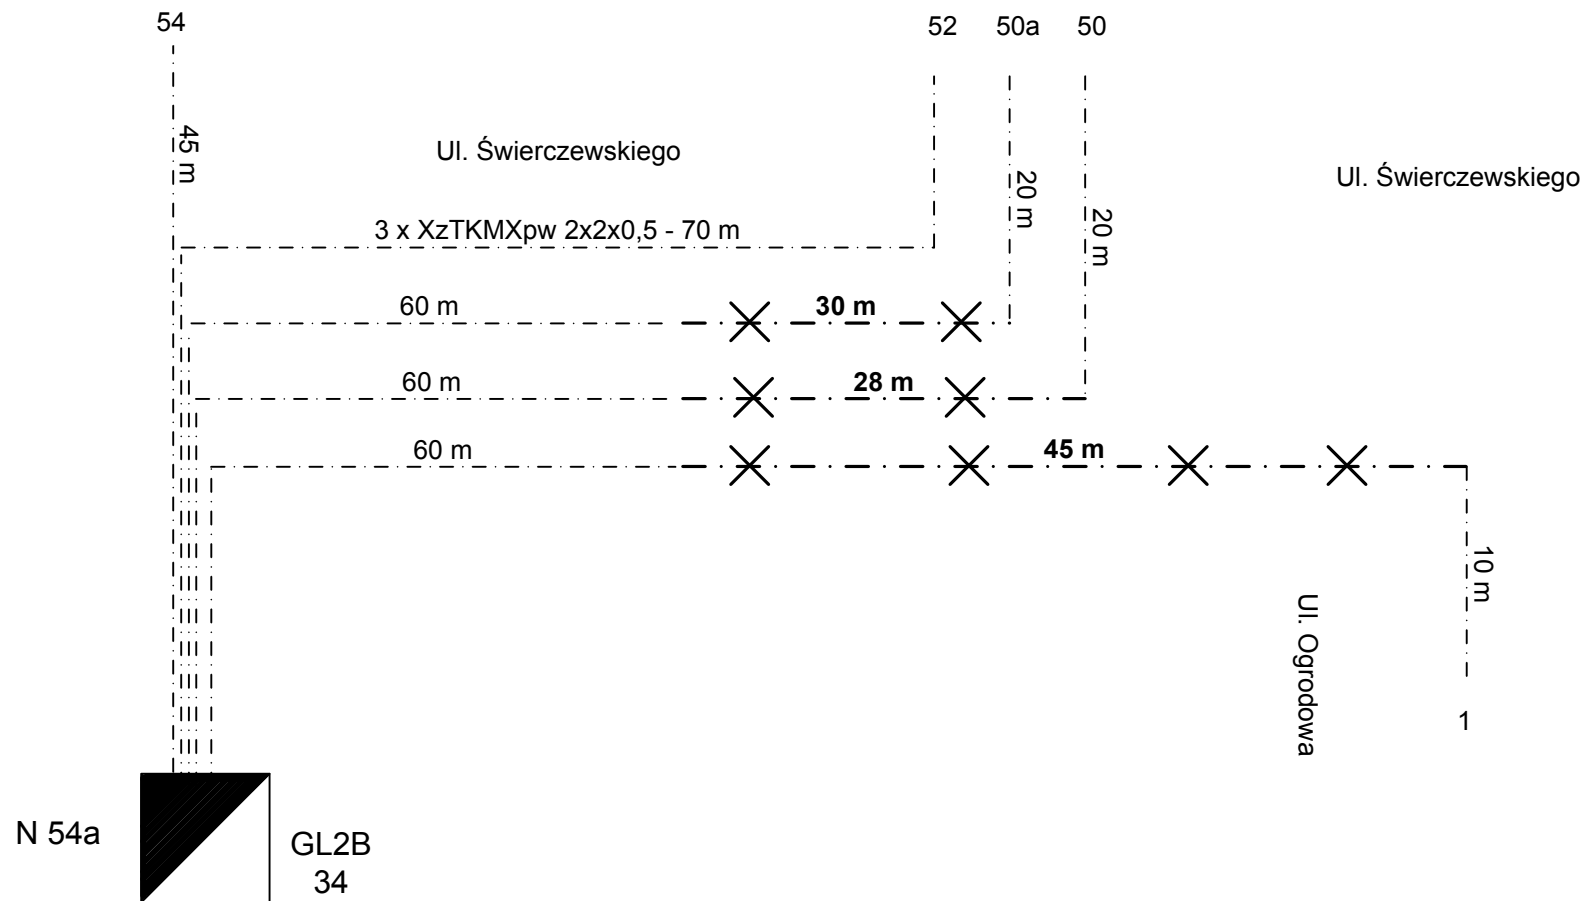 54
52
50a
50
45 m
Ul. Świerczewskiego
20 m
Ul. Świerczewskiego
3 x XzTKMXpw 2x2x0,5 - 70 m
20 m
60 m
30 m
60 m
28 m
60 m
45 m
10 m
Ul. Ogrodowa
1
N 54a
GL2B
34